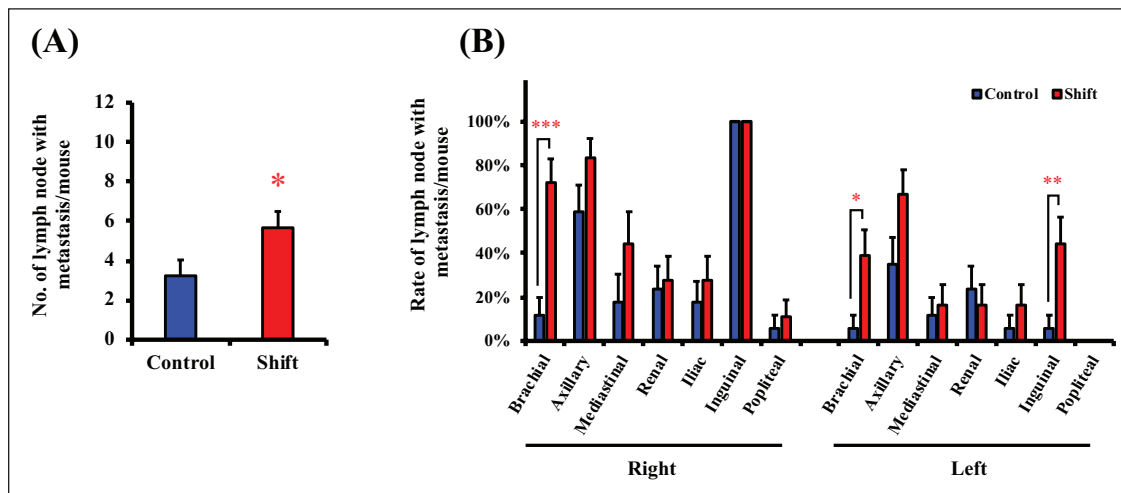 (A)
No. of lymph node with
metastasis/mouse
12
10
8
6
4
2
0
*
Control
Shift
(B)
Rate of lymph node with
metastasis/mouse
100%
80%
60%
40%
20%
0%
Control
Shift
***
*
**
Brachial
Axillary
Mediastinal
Renal
Iliac
Inguinal
Popliteal
Brachial
Axillary
Mediastinal
Renal
Iliac
Inguinal
Popliteal
Right
Left